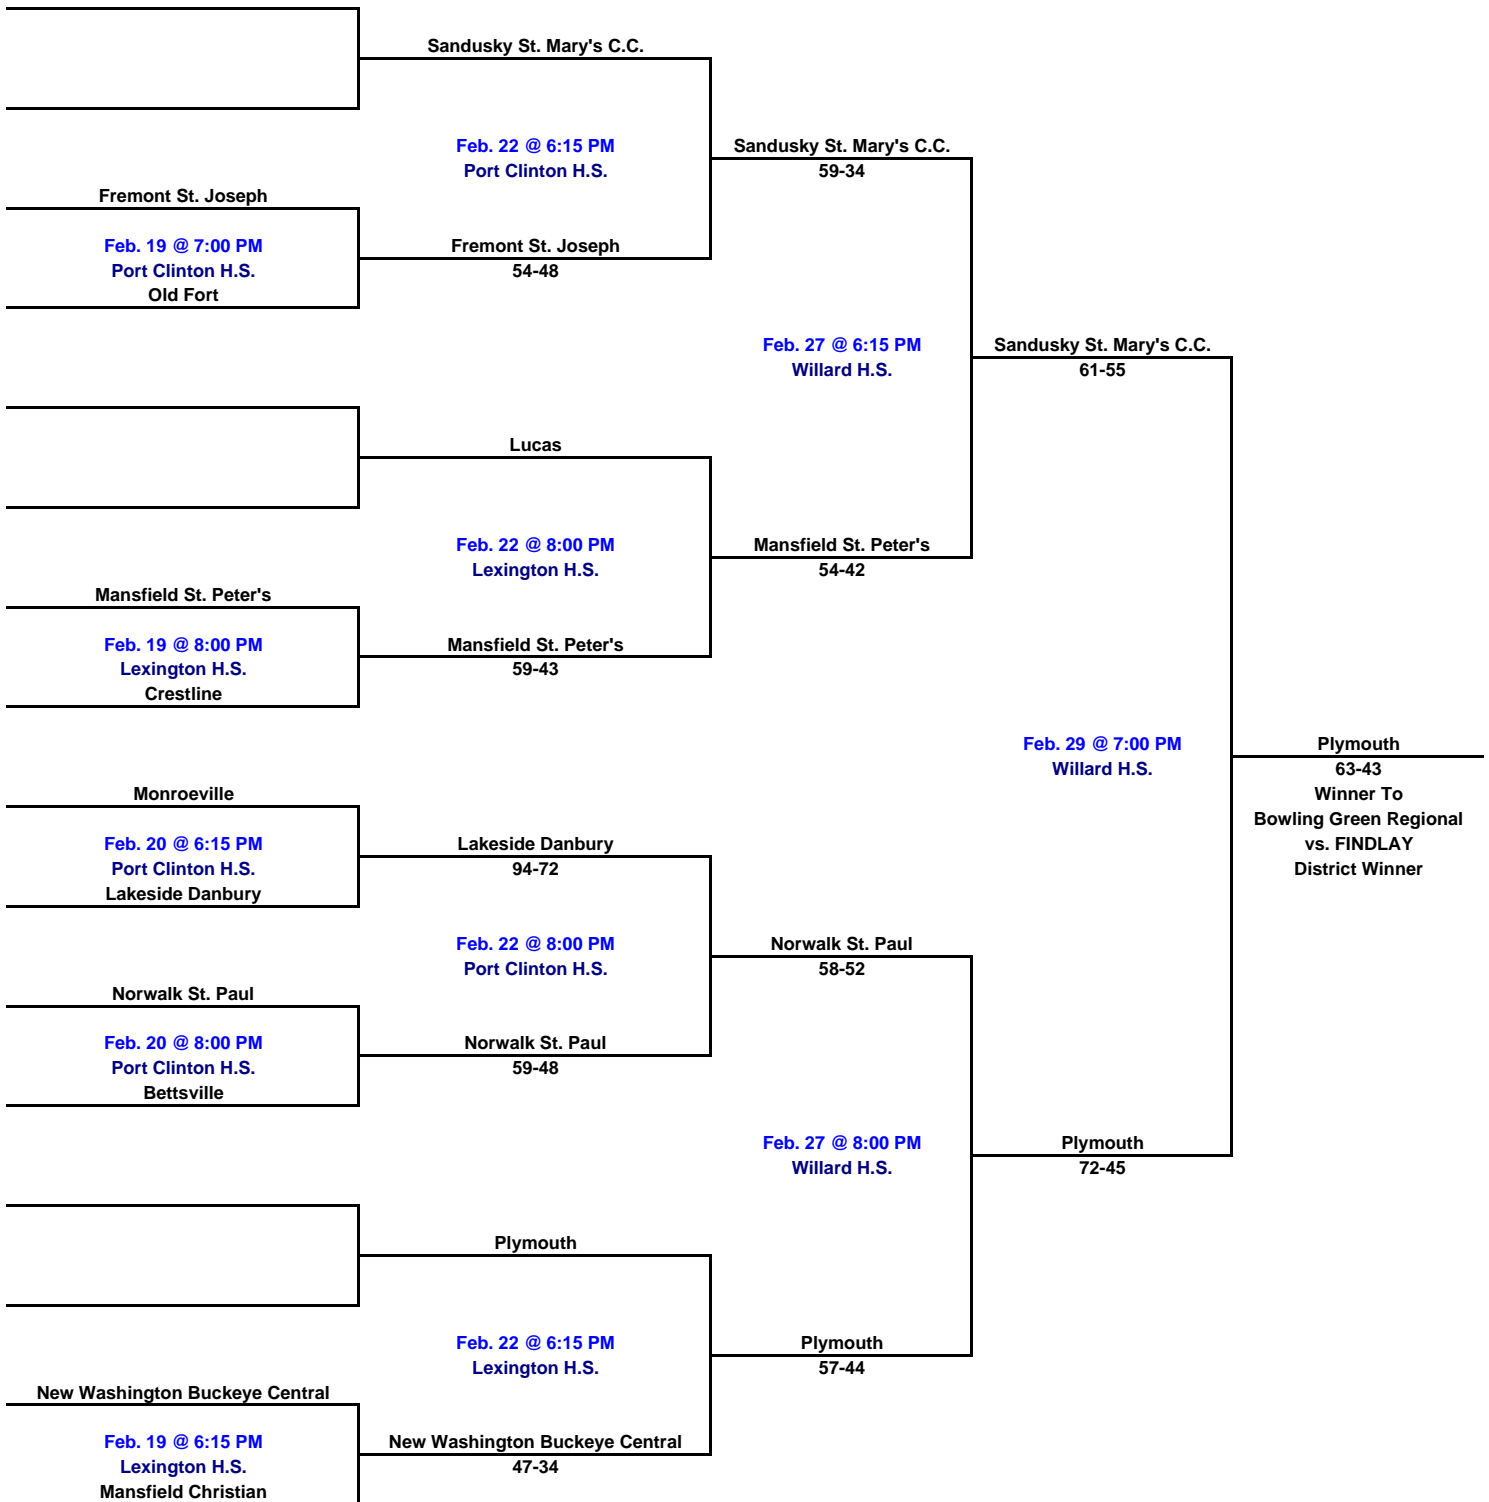 Sandusky St. Mary's C.C.
Feb. 22 @ 6:15 PM
Port Clinton H.S.
Sandusky St. Mary's C.C.
59-34
Fremont St. Joseph
Feb. 19 @ 7:00 PM
Port Clinton H.S.
Old Fort
Fremont St. Joseph
54-48
Feb. 27 @ 6:15 PM
Willard H.S.
Sandusky St. Mary's C.C.
61-55
Lucas
Feb. 22 @ 8:00 PM
Lexington H.S.
Mansfield St. Peter's
54-42
Mansfield St. Peter's
Feb. 19 @ 8:00 PM
Lexington H.S.
Crestline
Mansfield St. Peter's
59-43
Feb. 29 @ 7:00 PM
Willard H.S.
Plymouth
63-43
Winner To
Bowling Green Regional
vs. FINDLAY
District Winner
Monroeville
Feb. 20 @ 6:15 PM
Port Clinton H.S.
Lakeside Danbury
Lakeside Danbury
94-72
Feb. 22 @ 8:00 PM
Port Clinton H.S.
Norwalk St. Paul
58-52
Norwalk St. Paul
Feb. 20 @ 8:00 PM
Port Clinton H.S.
Bettsville
Norwalk St. Paul
59-48
Feb. 27 @ 8:00 PM
Willard H.S.
Plymouth
72-45
Plymouth
Feb. 22 @ 6:15 PM
Lexington H.S.
Plymouth
57-44
New Washington Buckeye Central
Feb. 19 @ 6:15 PM
Lexington H.S.
Mansfield Christian
New Washington Buckeye Central
47-34